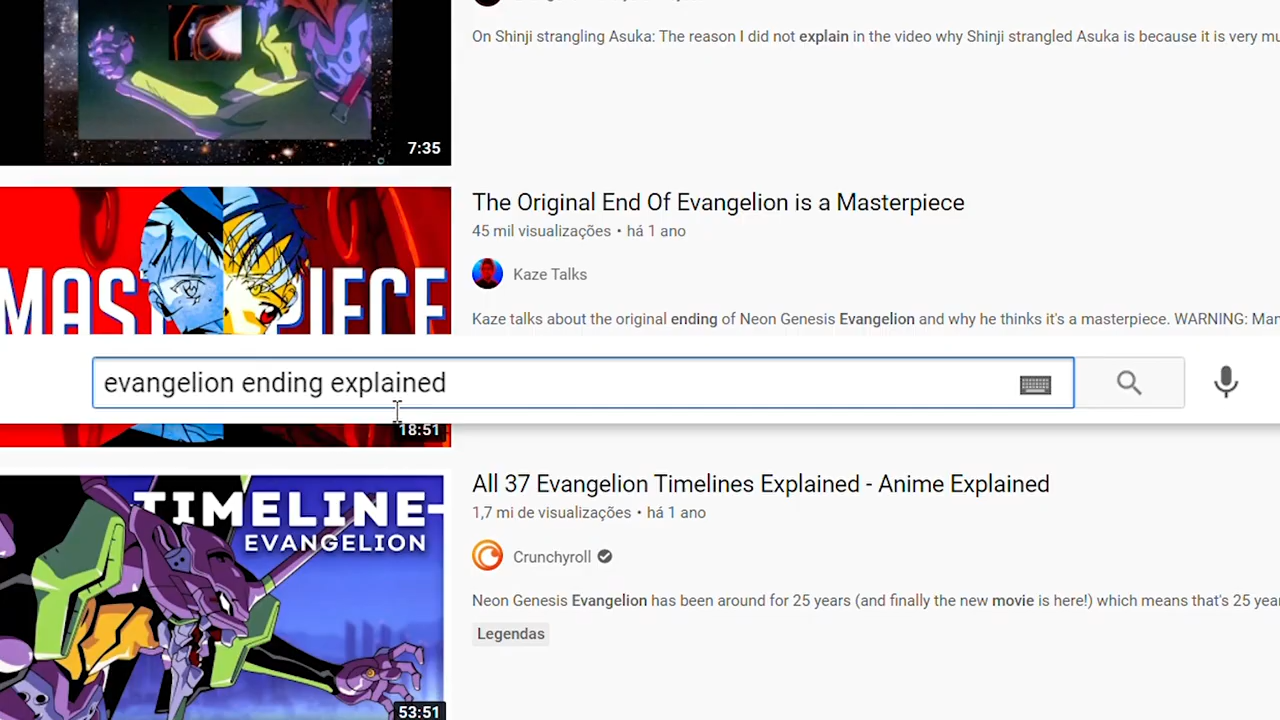 On Shinji strangling Asuka: The reason I did not explain in the video why Shinji strangled Asuka is because it is very mu
7:35
The Original End Of Evangelion is a Masterpiece
45 mil visualizações • há 1 ano
Kaze Talks
MAS PIECE
Kaze talks about the original ending of Neon Genesis Evangelion and why he thinks it's a masterpiece. WARNING: Man
evangelion ending explained
18:51
TIMELINE
EVANGELION
All 37 Evangelion Timelines Explained - Anime Explained
1,7 mi de visualizações • há 1 ano
Crunchyroll
Neon Genesis Evangelion has been around for 25 years (and finally the new movie is here!) which means that's 25 yea
Legendas
53:51